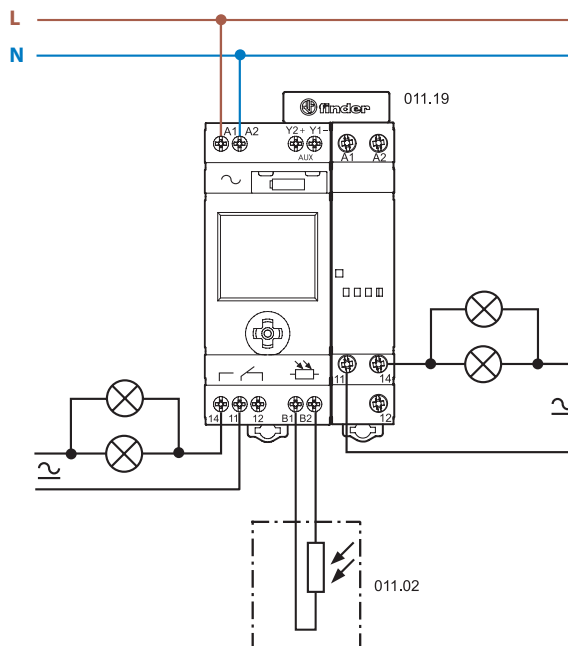 L
N
finder
011.19
A1 A2 Y2+ Y1-
AUX
A1 A2
11 14
12
14 11 12 B1 B2
011.02